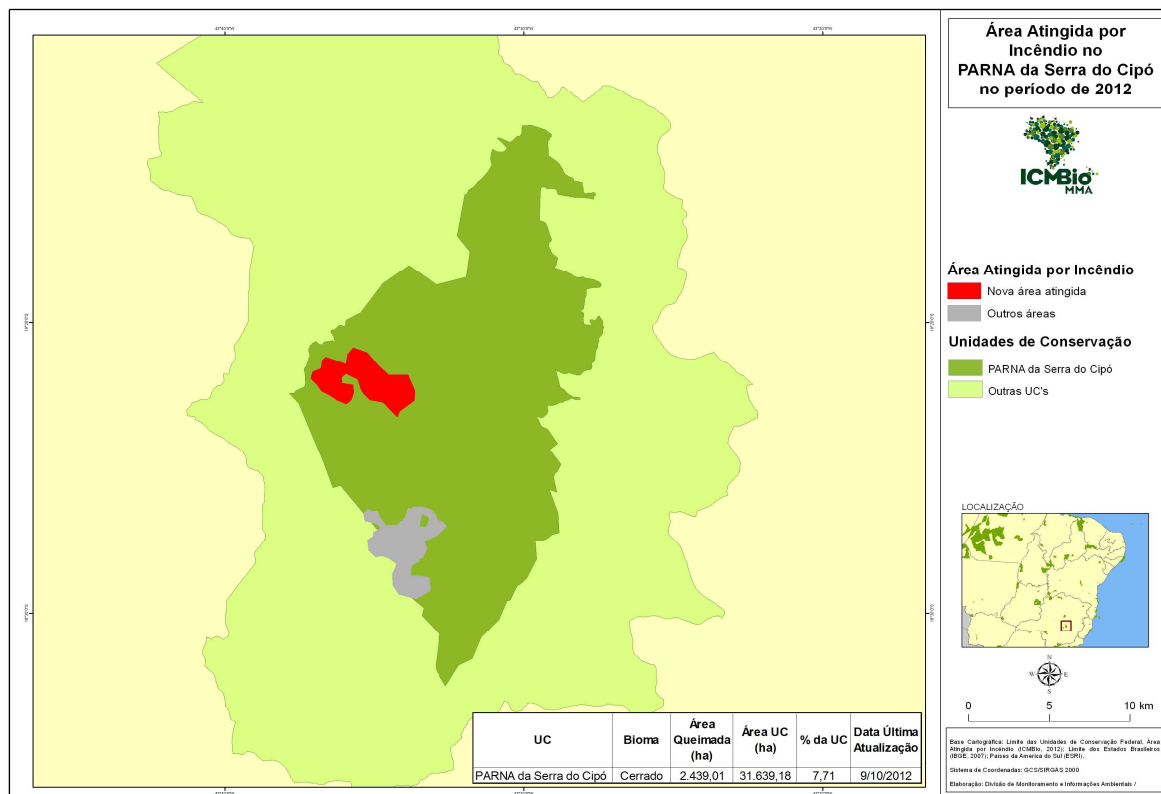 Área Atingida por
Incêndio no
PARNA da Serra do Cipó
no período de 2012
ICMBio
MMA
Área Atingida por Incêndio
Nova área atingida
Outros áreas
Unidades de Conservação
PARNA da Serra do Cipó
Outras UC's
LOCALIZAÇÃO
N
W E
S
0 5 10 km
UC Bioma Área Queimada (ha) Área UC (ha) % da UC Data Última Atualização
PARNA da Serra do Cipó Cerrado 2.439,01 31.639,18 7,71 9/10/2012
Base Cartográfica: Limite das Unidades de Conservação Federal, Área
Atingida por Incêndio (ICMBio, 2012); Limite dos Estados Brasileiros
(IBGE, 2007); Países da America do Sul (ESRI).
Sistema de Coordenadas: GCS/SIRGAS 2000
Elaboração: Divisão de Monitoramento e Informações Ambientais /